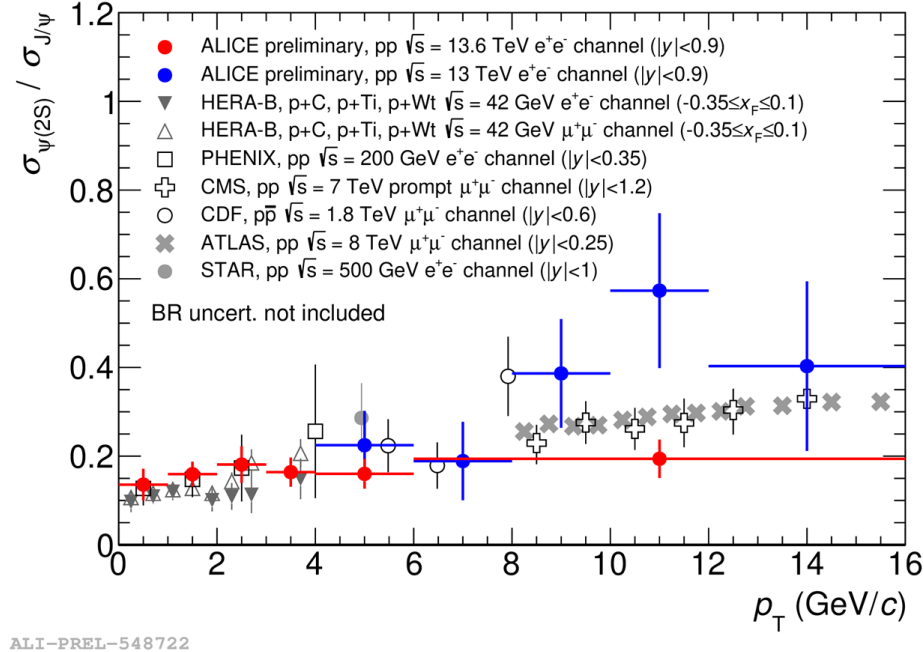 σψ(2S) / σJ/ψ
1.2
1
0.8
0.6
0.4
0.2
0
ALICE preliminary, pp √s = 13.6 TeV e⁺e⁻ channel (|y|<0.9)
ALICE preliminary, pp √s = 13 TeV e⁺e⁻ channel (|y|<0.9)
HERA-B, p+C, p+Ti, p+Wt √s = 42 GeV e⁺e⁻ channel (-0.35≤xF≤0.1)
HERA-B, p+C, p+Ti, p+Wt √s = 42 GeV μ⁺μ⁻ channel (-0.35≤xF≤0.1)
PHENIX, pp √s = 200 GeV e⁺e⁻ channel (|y|<0.35)
CMS, pp √s = 7 TeV prompt μ⁺μ⁻ channel (|y|<1.2)
CDF, pp̅ √s = 1.8 TeV μ⁺μ⁻ channel (|y|<0.6)
ATLAS, pp √s = 8 TeV μ⁺μ⁻ channel (|y|<0.25)
STAR, pp √s = 500 GeV e⁺e⁻ channel (|y|<1)
BR uncert. not included
0 2 4 6 8 10 12 14 16
pT (GeV/c)
ALI-PREL-548722